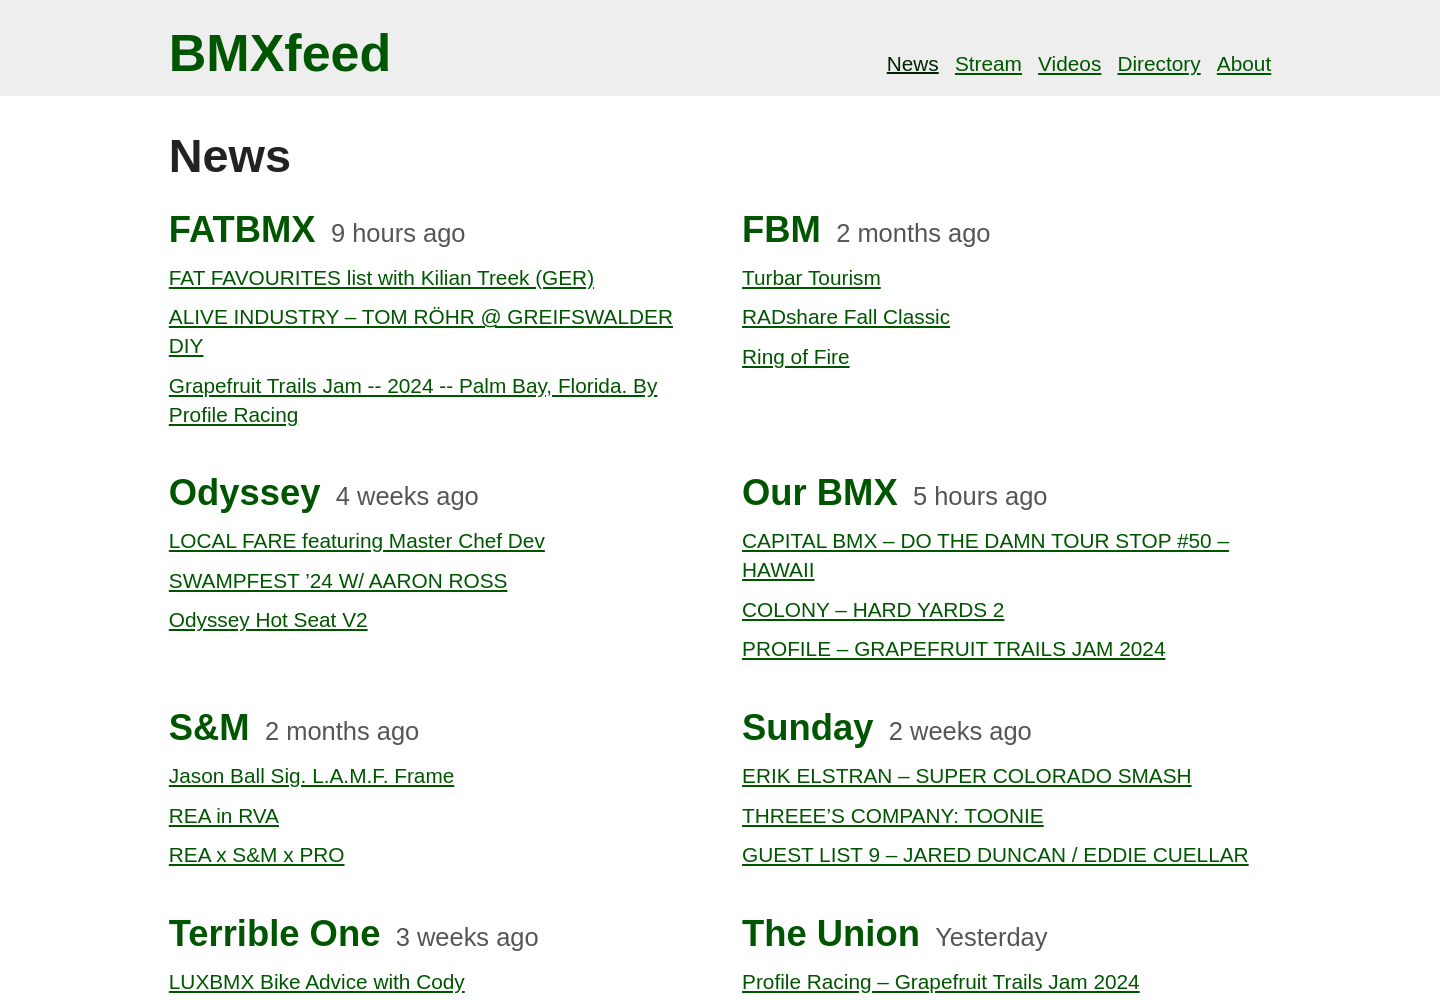 BMXfeed
News Stream Videos Directory About
News
FATBMX 9 hours ago
FAT FAVOURITES list with Kilian Treek (GER)
ALIVE INDUSTRY – TOM RÖHR @ GREIFSWALDER
DIY
Grapefruit Trails Jam -- 2024 -- Palm Bay, Florida. By
Profile Racing
FBM 2 months ago
Turbar Tourism
RADshare Fall Classic
Ring of Fire
Odyssey 4 weeks ago
LOCAL FARE featuring Master Chef Dev
SWAMPFEST ’24 W/ AARON ROSS
Odyssey Hot Seat V2
Our BMX 5 hours ago
CAPITAL BMX – DO THE DAMN TOUR STOP #50 –
HAWAII
COLONY – HARD YARDS 2
PROFILE – GRAPEFRUIT TRAILS JAM 2024
S&M 2 months ago
Jason Ball Sig. L.A.M.F. Frame
REA in RVA
REA x S&M x PRO
Sunday 2 weeks ago
ERIK ELSTRAN – SUPER COLORADO SMASH
THREEE’S COMPANY: TOONIE
GUEST LIST 9 – JARED DUNCAN / EDDIE CUELLAR
Terrible One 3 weeks ago
LUXBMX Bike Advice with Cody
The Union Yesterday
Profile Racing – Grapefruit Trails Jam 2024